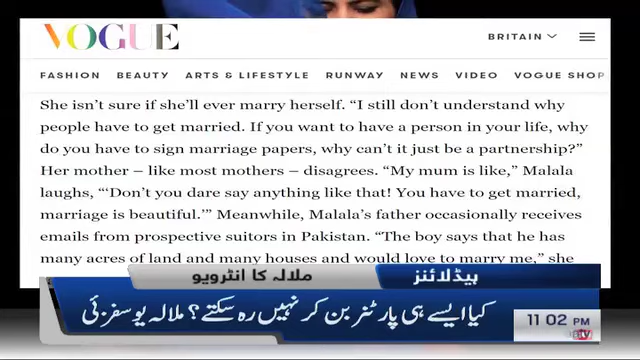 VOGUE
BRITAIN
FASHION BEAUTY ARTS & LIFESTYLE RUNWAY NEWS VIDEO VOGUE SHOP
She isn't sure if she'll ever marry herself. “I still don't understand why
people have to get married. If you want to have a person in your life, why
do you have to sign marriage papers, why can't it just be a partnership?”
Her mother – like most mothers – disagrees. “My mum is like,” Malala
laughs, “‘Don't you dare say anything like that! You have to get married,
marriage is beautiful.’” Meanwhile, Malala's father occasionally receives
emails from prospective suitors in Pakistan. “The boy says that he has
many acres of land and many houses and would love to marry me,” she
ہیڈلائنز ملالہ کا انٹرویو
کیا ایسے ہی پارٹنر بن کر نہیں رہ سکتے؟ ملالہ یوسفزئی
11 02 PM